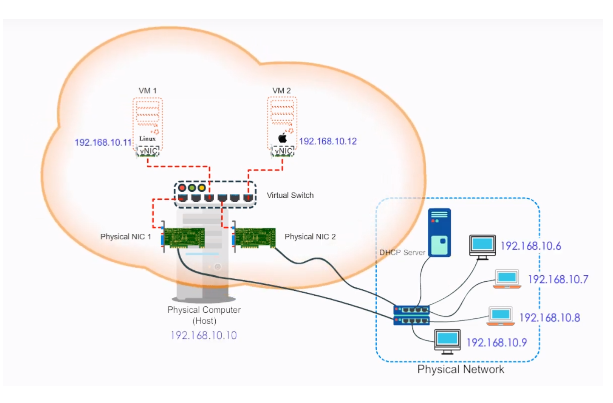 VM 1
VM 2
192.168.10.11
Linux
vNIC
192.168.10.12
vNIC
Virtual Switch
Physical NIC 1
Physical NIC 2
DHCP Server
192.168.10.6
192.168.10.7
192.168.10.8
192.168.10.9
Physical Computer
(Host)
192.168.10.10
Physical Network